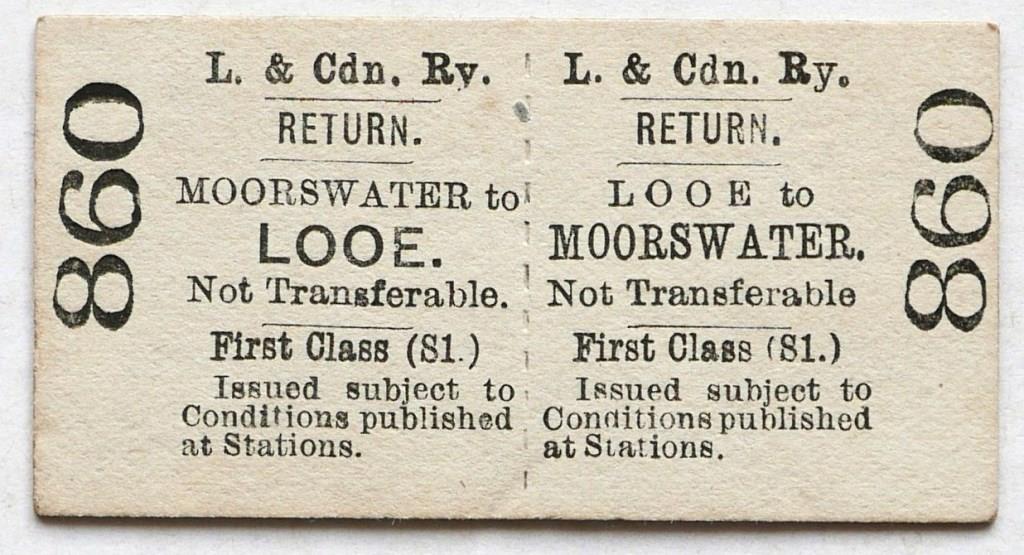 860
L. & Cdn. Ry.
RETURN.
MOORSWATER to
LOOE.
Not Transferable.
First Class (S1.)
Issued subject to
Conditions published
at Stations.
L. & Cdn. Ry.
RETURN.
LOOE to
MOORSWATER.
Not Transferable
First Class (S1.)
Issued subject to
Conditions published
at Stations.
860